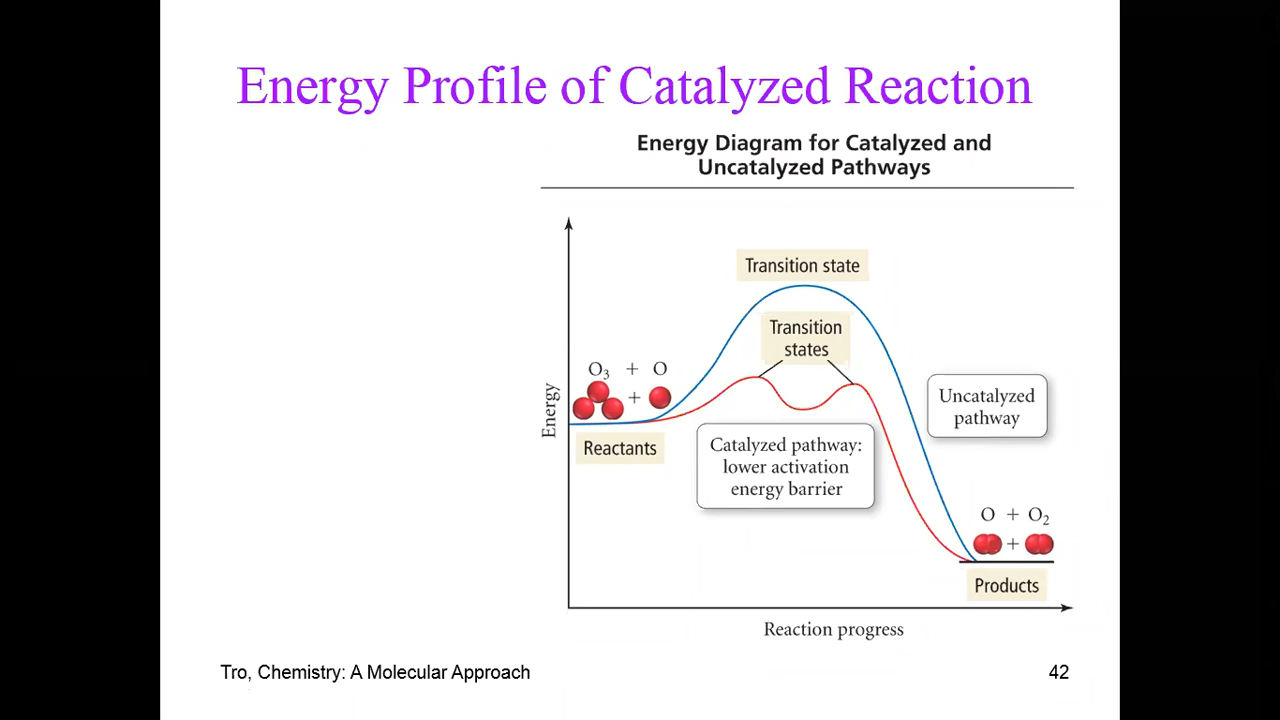 Energy Profile of Catalyzed Reaction
Energy Diagram for Catalyzed and
Uncatalyzed Pathways
Transition state
Transition
states
O₃ + O
+
Reactants
Energy
Catalyzed pathway:
lower activation
energy barrier
Uncatalyzed
pathway
O + O₂
+
Products
Reaction progress
Tro, Chemistry: A Molecular Approach
42